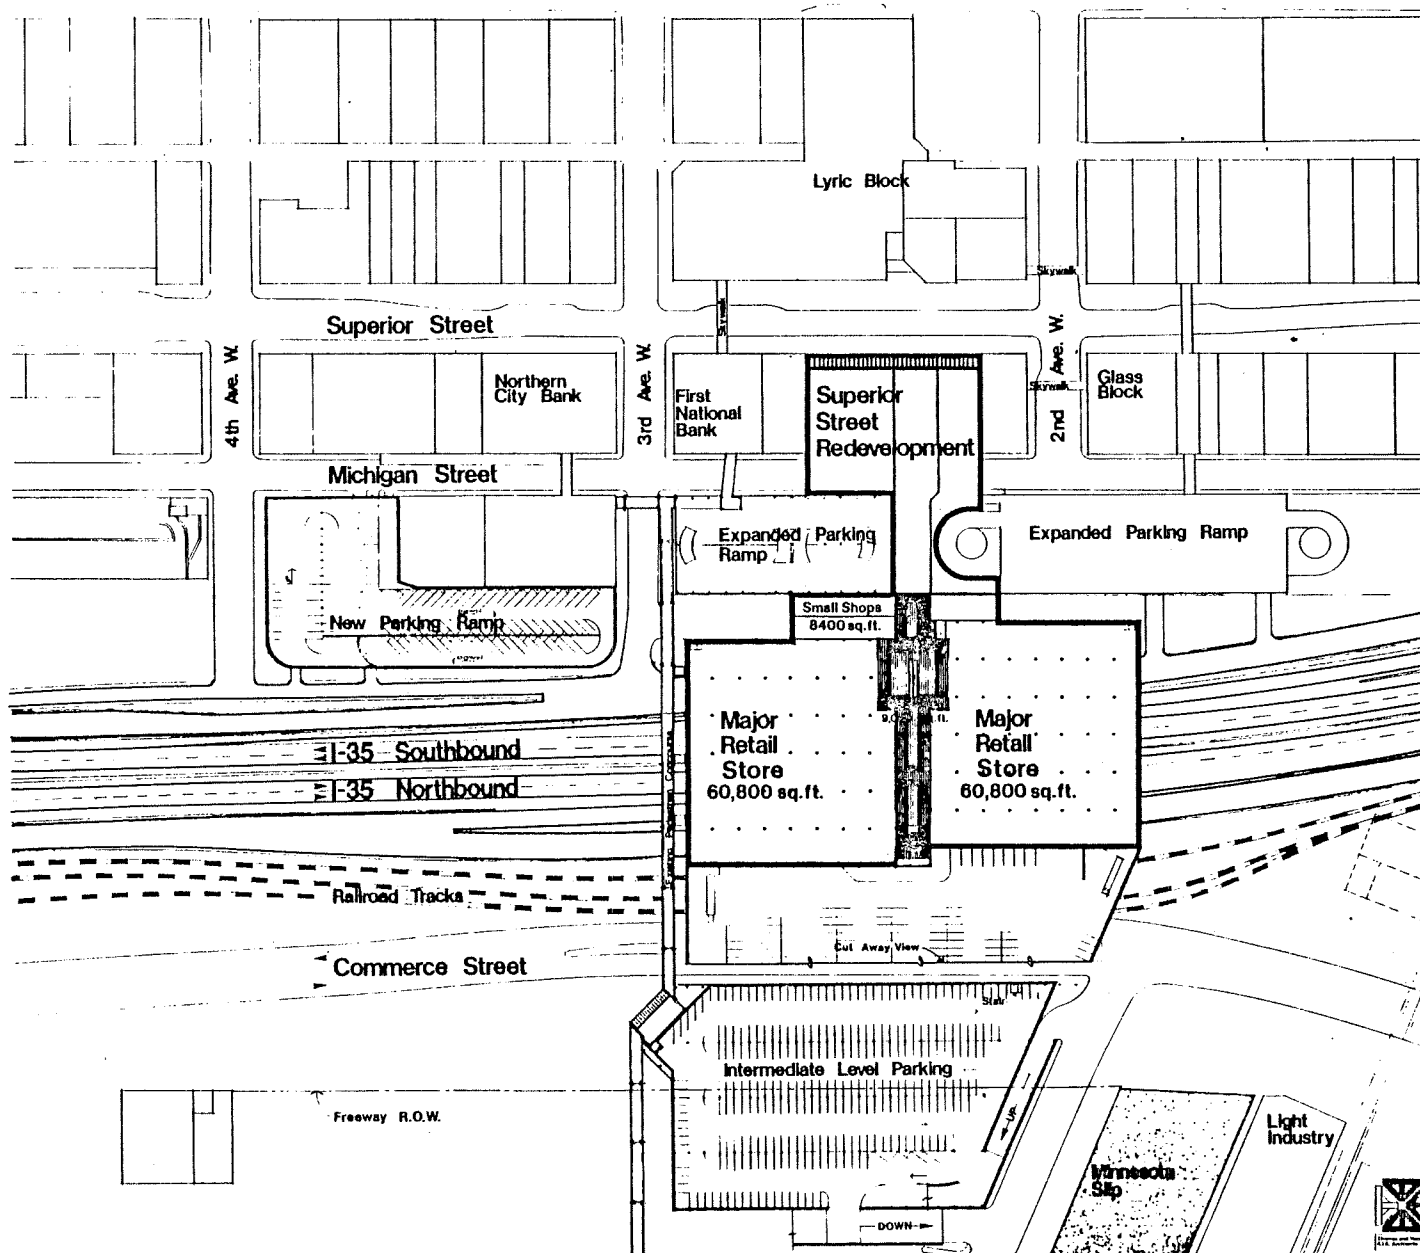 Lyric Block
Skywalk
Skywalk
Superior Street
4th Ave. W.
3rd Ave. W.
2nd Ave. W.
Northern
City Bank
First
National
Bank
Superior
Street
Redevelopment
Skywalk
Glass
Block
Michigan Street
Expanded Parking
Ramp
Expanded Parking Ramp
New Parking Ramp
Small Shops
8400 sq.ft.
Major
Retail
Store
60,800 sq.ft.
Major
Retail
Store
60,800 sq.ft.
I-35 Southbound
I-35 Northbound
Railroad Tracks
Cut Away View
Commerce Street
Stair
Intermediate Level Parking
UP
Freeway R.O.W.
Light
Industry
Minnesota
Slip
DOWN